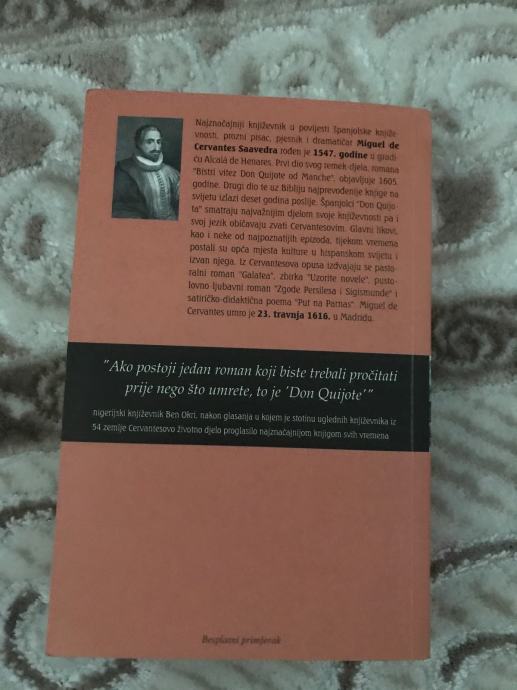 Najznačajniji književnik u povijesti španjolske knjiže-
vnosti, prozni pisac, pjesnik i dramatičar Miguel de
Cervantes Saavedra rođen je 1547. godine u gradi-
ću Alcalá de Henares. Prvi dio svog remek-djela, romana
"Bistri vitez Don Quijote od Manche", objavljuje 1605.
godine. Drugi dio te uz Bibliju najprevođenije knjige na
svijetu izlazi deset godina poslije. Španjolci "Don Quijo-
ta" smatraju najvažnijim djelom svoje književnosti pa i
svoj jezik običavaju zvati Cervantesovim. Glavni likovi,
kao i neke od najpoznatijih epizoda, tijekom vremena
postali su opća mjesta kulture u hispanskom svijetu i
izvan njega. Iz Cervantesova opusa izdvajaju se pasto-
ralni roman "Galatea", zbirka "Uzorite novele", pusto-
lovno-ljubavni roman "Zgode Persilesa i Sigismunde" i
satiričko-didaktična poema "Put na Parnas". Miguel de
Cervantes umro je 23. travnja 1616. u Madridu.
"Ako postoji jedan roman koji biste trebali pročitati
prije nego što umrete, to je 'Don Quijote'"
nigerijski književnik Ben Okri, nakon glasanja u kojem je stotinu uglednih književnika iz
54 zemlje Cervantesovo životno djelo proglasilo najznačajnijom knjigom svih vremena
Besplatni primjerak